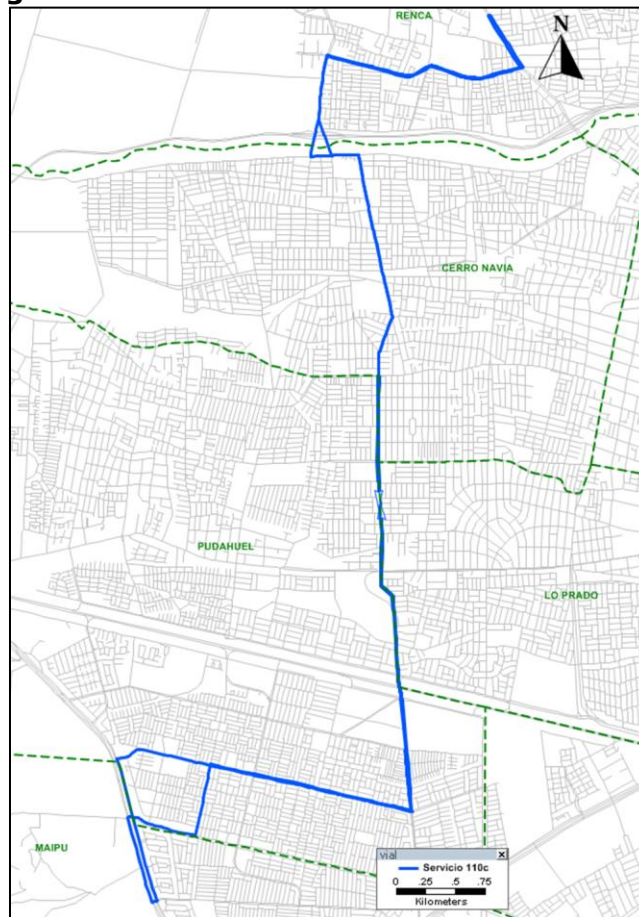 RENCA
N
CERRO NAVIA
PUDAHUEL
LO PRADO
MAIPU
vial x
Servicio 110c
0 .25 .5 .75
Kilometers